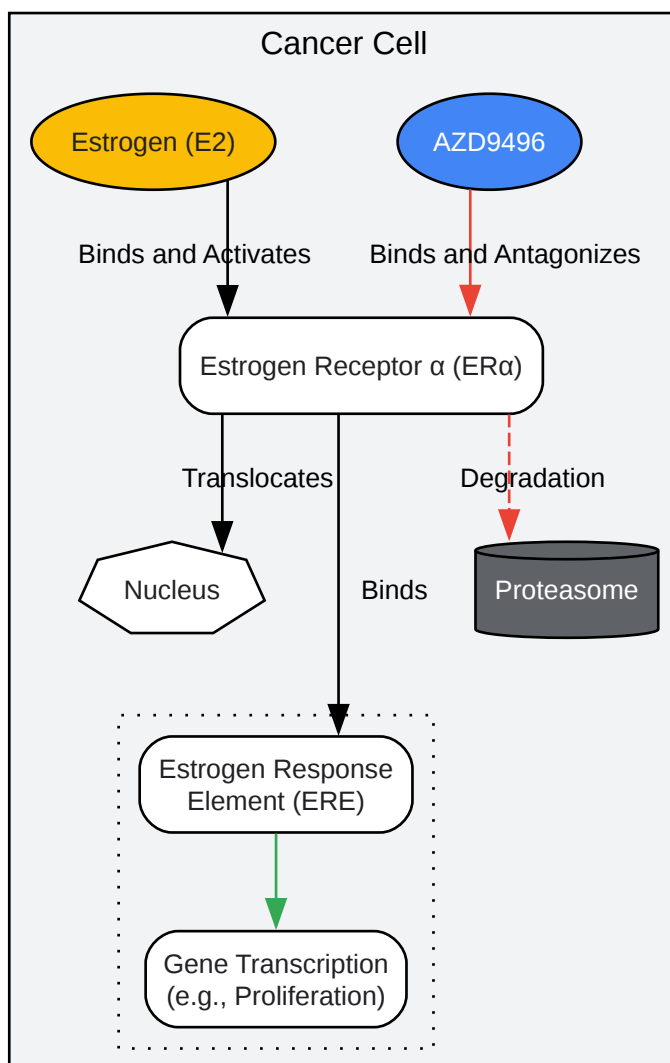 Cancer Cell
Estrogen (E2)
AZD9496
Binds and Activates
Binds and Antagonizes
Estrogen Receptor α (ERα)
Translocates
Degradation
Nucleus
Binds
Proteasome
Estrogen Response
Element (ERE)
Gene Transcription
(e.g., Proliferation)